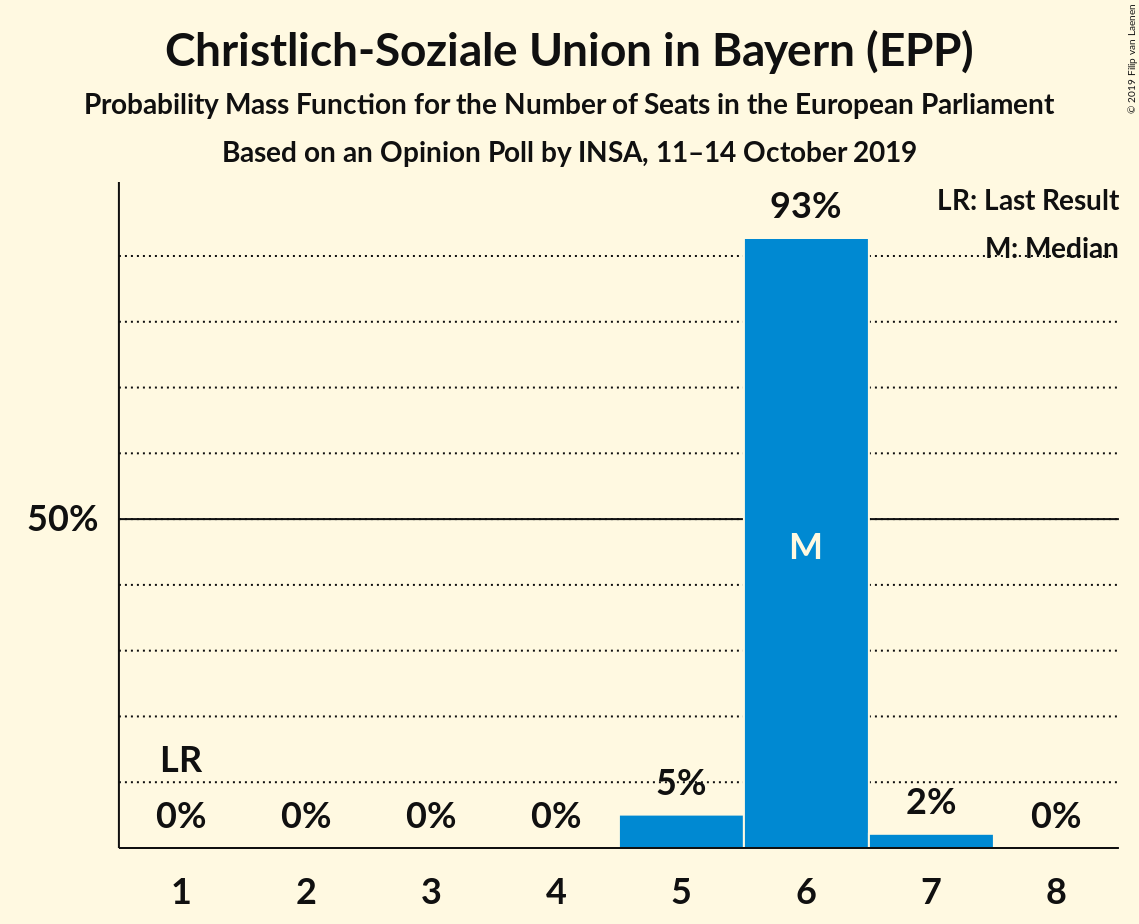 Christlich-Soziale Union in Bayern (EPP)
Probability Mass Function for the Number of Seats in the European Parliament
Based on an Opinion Poll by INSA, 11–14 October 2019
© 2019 Filip van Laenen
LR: Last Result
M: Median
93%
50%
M
LR
0% 0% 0% 0% 5% 2% 0%
1 2 3 4 5 6 7 8